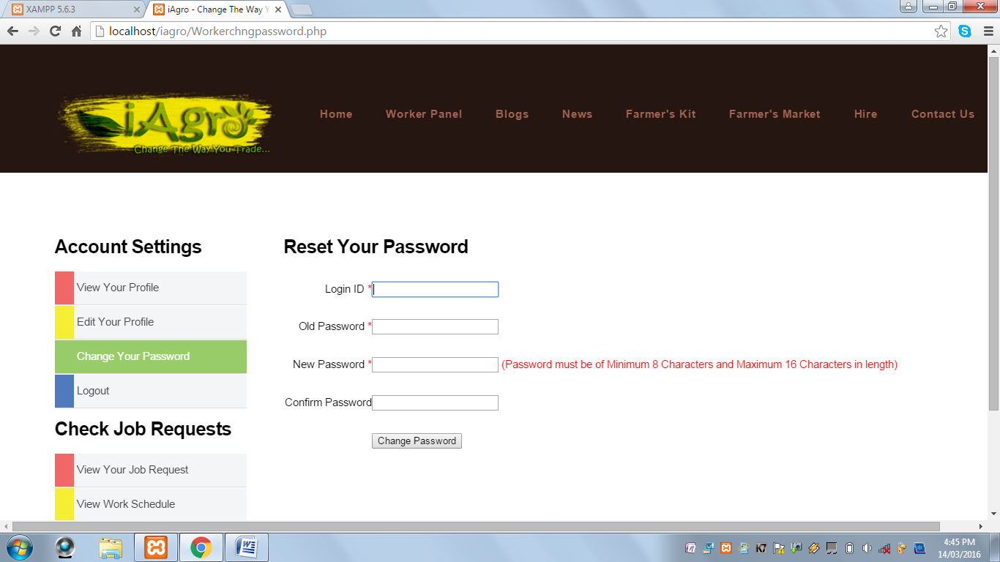 XAMPP 5.6.3
iAgro - Change The Way Y
localhost/iagro/Workerchngpassword.php
iAgro
Change The Way You Trade...
Home Worker Panel Blogs News Farmer's Kit Farmer's Market Hire Contact Us
Account Settings
View Your Profile
Edit Your Profile
Change Your Password
Logout
Check Job Requests
View Your Job Request
View Work Schedule
Reset Your Password
Login ID *
Old Password *
New Password * (Password must be of Minimum 8 Characters and Maximum 16 Characters in length)
Confirm Password
Change Password
4:45 PM
14/03/2016